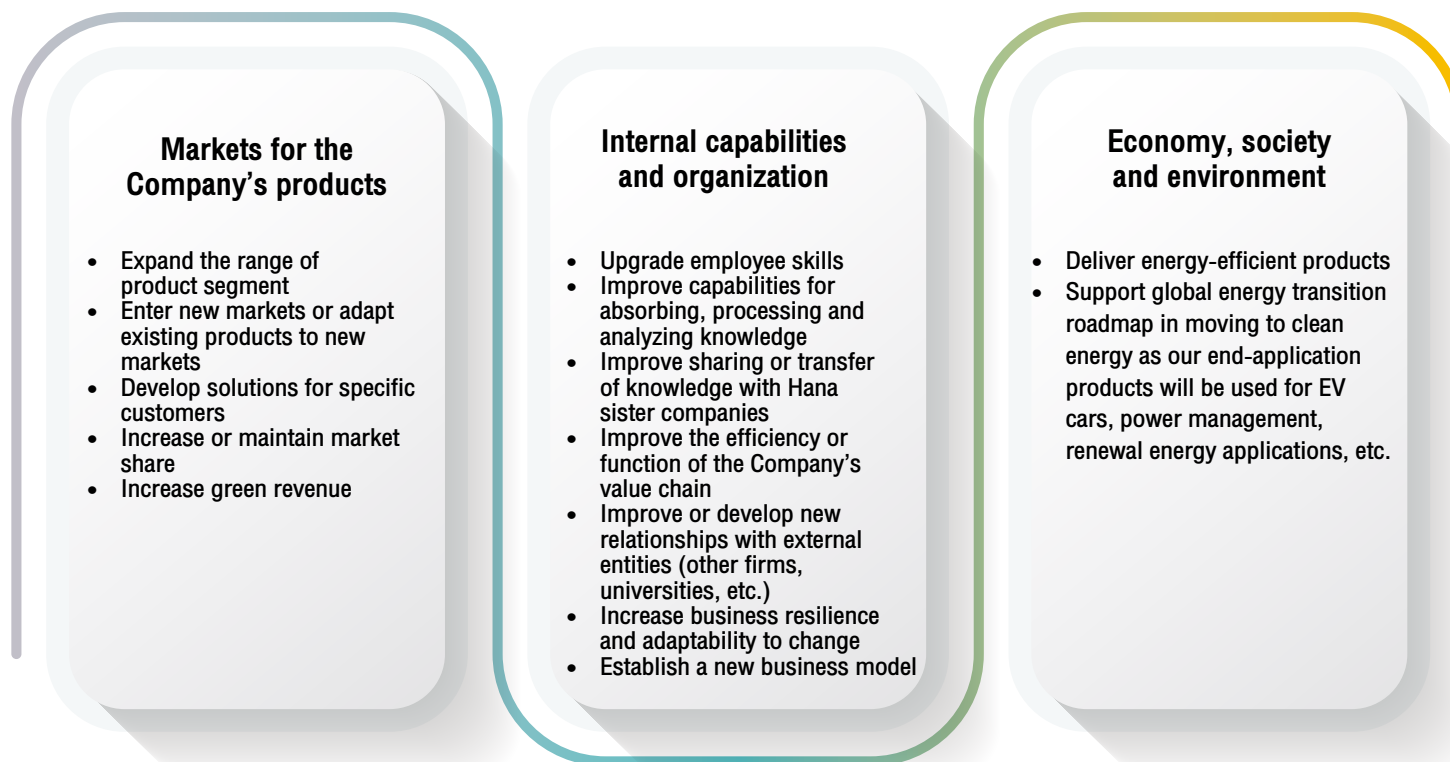 Markets for the
Company's products
• Expand the range of
product segment
• Enter new markets or adapt
existing products to new
markets
• Develop solutions for specific
customers
• Increase or maintain market
share
• Increase green revenue
Internal capabilities
and organization
• Upgrade employee skills
• Improve capabilities for
absorbing, processing and
analyzing knowledge
• Improve sharing or transfer
of knowledge with Hana
sister companies
• Improve the efficiency or
function of the Company's
value chain
• Improve or develop new
relationships with external
entities (other firms,
universities, etc.)
• Increase business resilience
and adaptability to change
• Establish a new business model
Economy, society
and environment
• Deliver energy-efficient products
• Support global energy transition
roadmap in moving to clean
energy as our end-application
products will be used for EV
cars, power management,
renewal energy applications, etc.